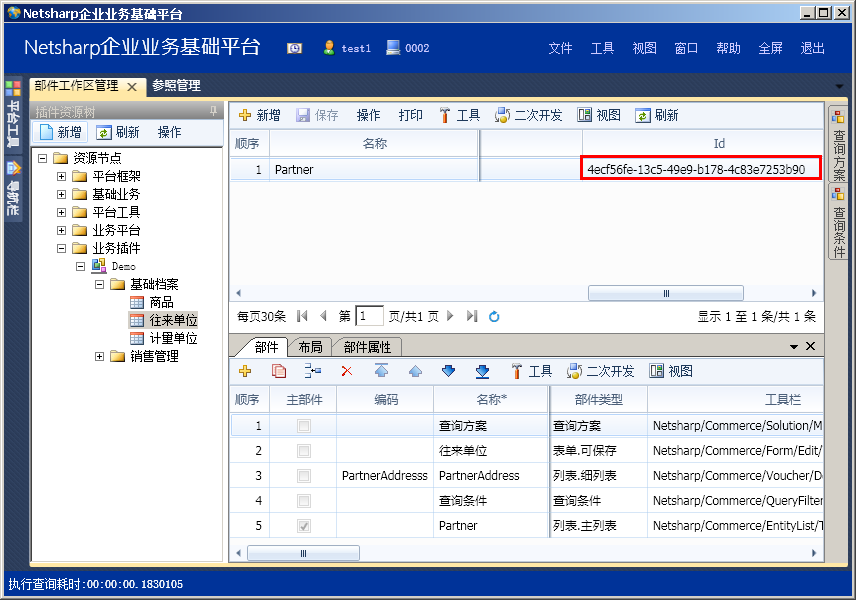 Netsharp企业业务基础平台
Netsharp企业业务基础平台 test1 0002 文件 工具 视图 窗口 帮助 全屏 退出
平台工具
导航栏
部件工作区管理 参照管理
插件资源树
新增 刷新 操作
资源节点
平台框架
基础业务
平台工具
业务平台
业务插件
Demo
基础档案
商品
往来单位
计量单位
销售管理
新增 保存 操作 打印 工具 二次开发 视图 刷新
顺序 名称 Id
1 Partner 4ecf56fe-13c5-49e9-b178-4c83e7253b90
每页30条 第 1 页/共1 页 显示 1 至 1 条/共 1 条
部件 布局 部件属性
工具 二次开发 视图
顺序 主部件 编码 名称* 部件类型 工具栏
1 查询方案 查询方案 Netsharp/Commerce/Solution/M
2 往来单位 表单.可保存 Netsharp/Commerce/Form/Edit/
3 PartnerAddresss PartnerAddress 列表.细列表 Netsharp/Commerce/Voucher/D
4 查询条件 查询条件 Netsharp/Commerce/QueryFilter
5 Partner 列表.主列表 Netsharp/Commerce/EntityList/T
查询方案
查询条件
执行查询耗时:00:00:00.1830105